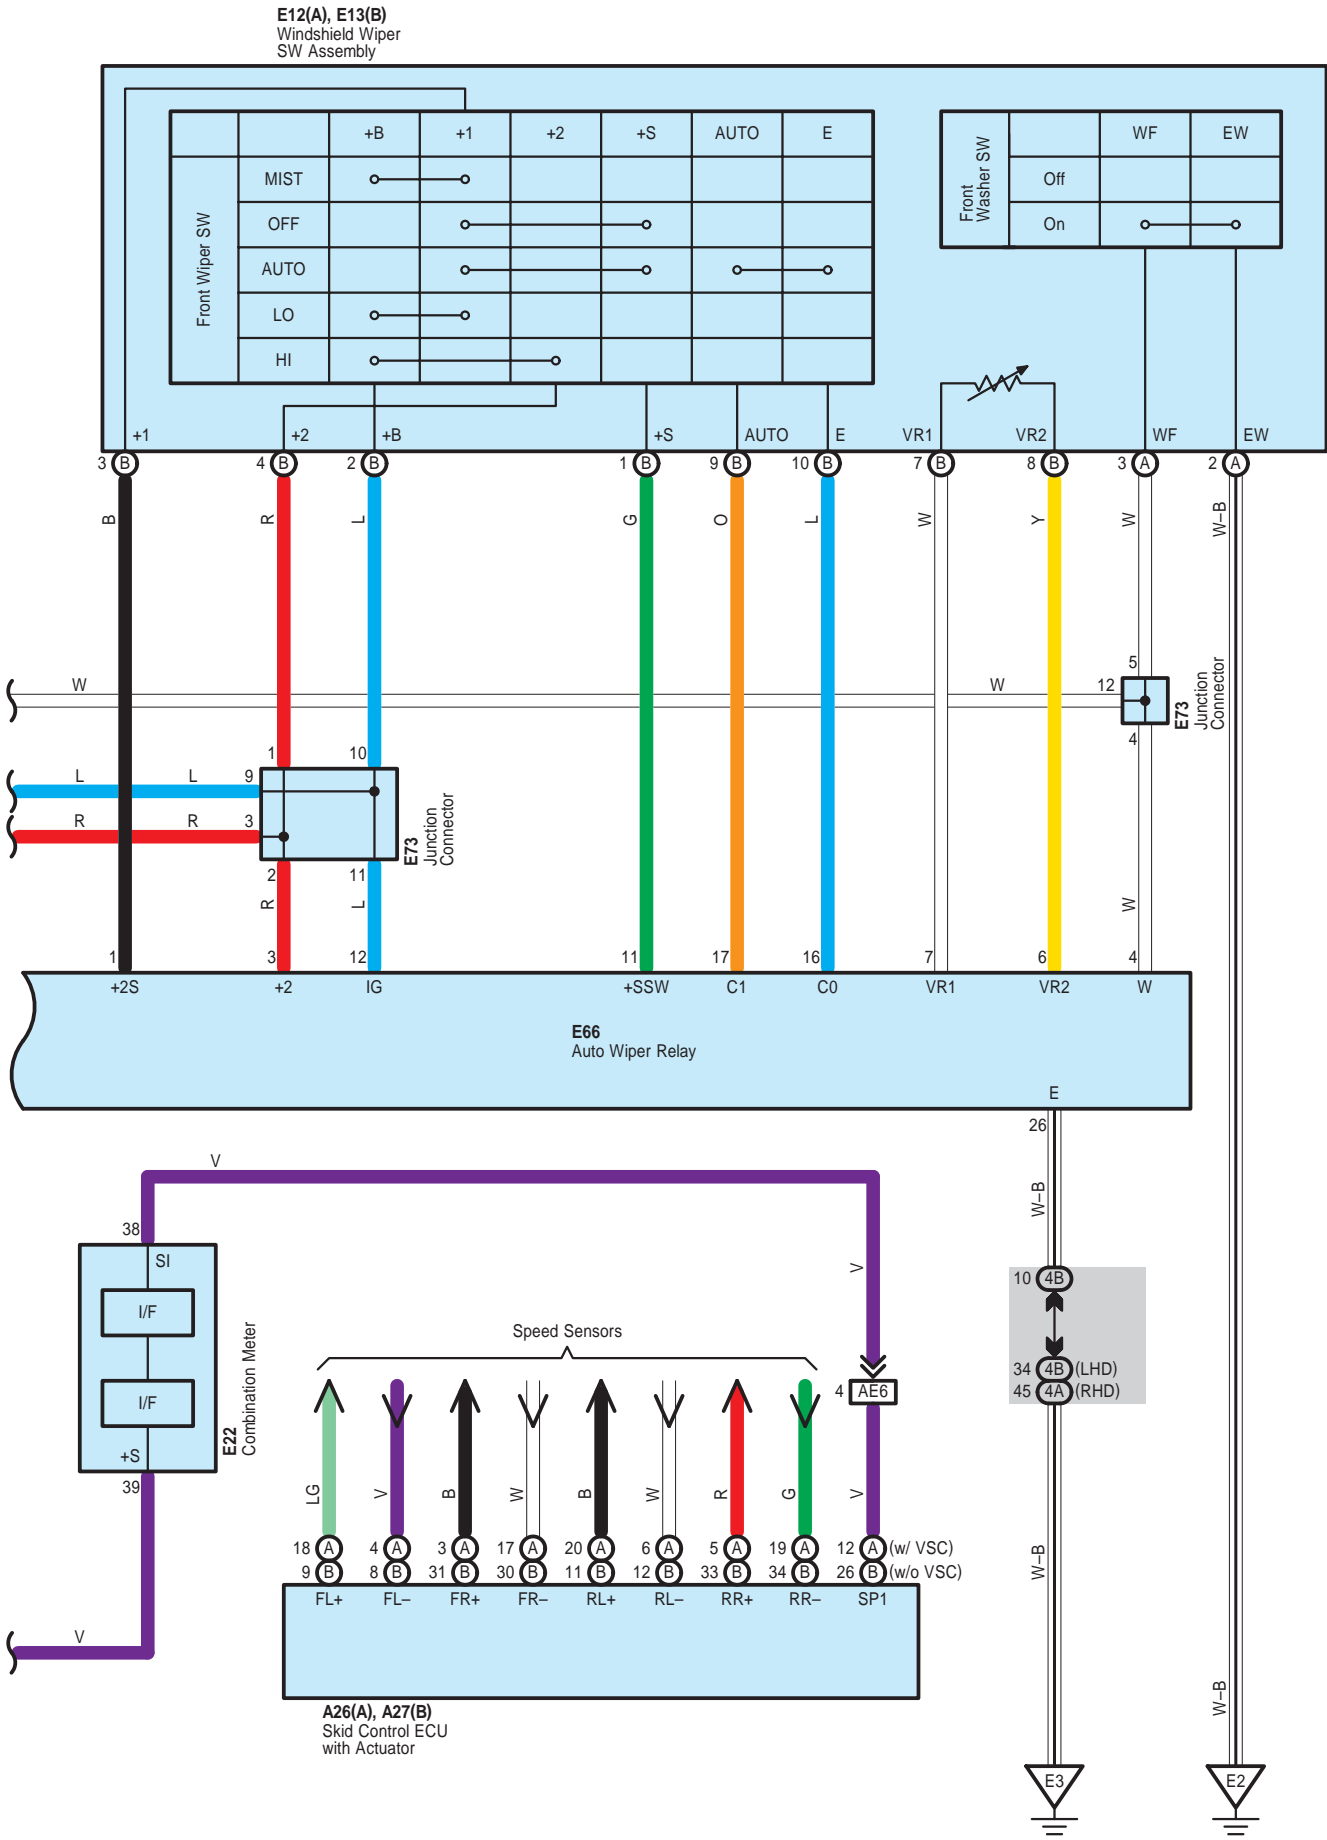 E12(A), E13(B)
Windshield Wiper
SW Assembly
+B +1 +2 +S AUTO E
Front Wiper SW
MIST
OFF
AUTO
LO
HI
Front
Washer SW
WF EW
Off
On
+1 +2 +B +S AUTO E VR1 VR2 WF EW
3 B 4 B 2 B 1 B 9 B 10 B 7 B 8 B 3 A 2 A
B R L G O L W Y W W–B
5
W W 12
E73
Junction
Connector
4
1 10
L L 9
R R 3
E73
Junction
Connector
2 11
R L W
1 3 12 11 17 16 7 6 4
+2S +2 IG +SSW C1 C0 VR1 VR2 W
E66
Auto Wiper Relay
E
26
V
W–B
38
SI
I/F
I/F
+S
39
E22
Combination Meter
V
V
10 4B
34 4B (LHD)
45 4A (RHD)
Speed Sensors
4 AE6
LG V B W B W R G V
18 A 4 A 3 A 17 A 20 A 6 A 5 A 19 A 12 A (w/ VSC)
9 B 8 B 31 B 30 B 11 B 12 B 33 B 34 B 26 B (w/o VSC)
FL+ FL– FR+ FR– RL+ RL– RR+ RR– SP1
A26(A), A27(B)
Skid Control ECU
with Actuator
W–B
W–B
E3 E2